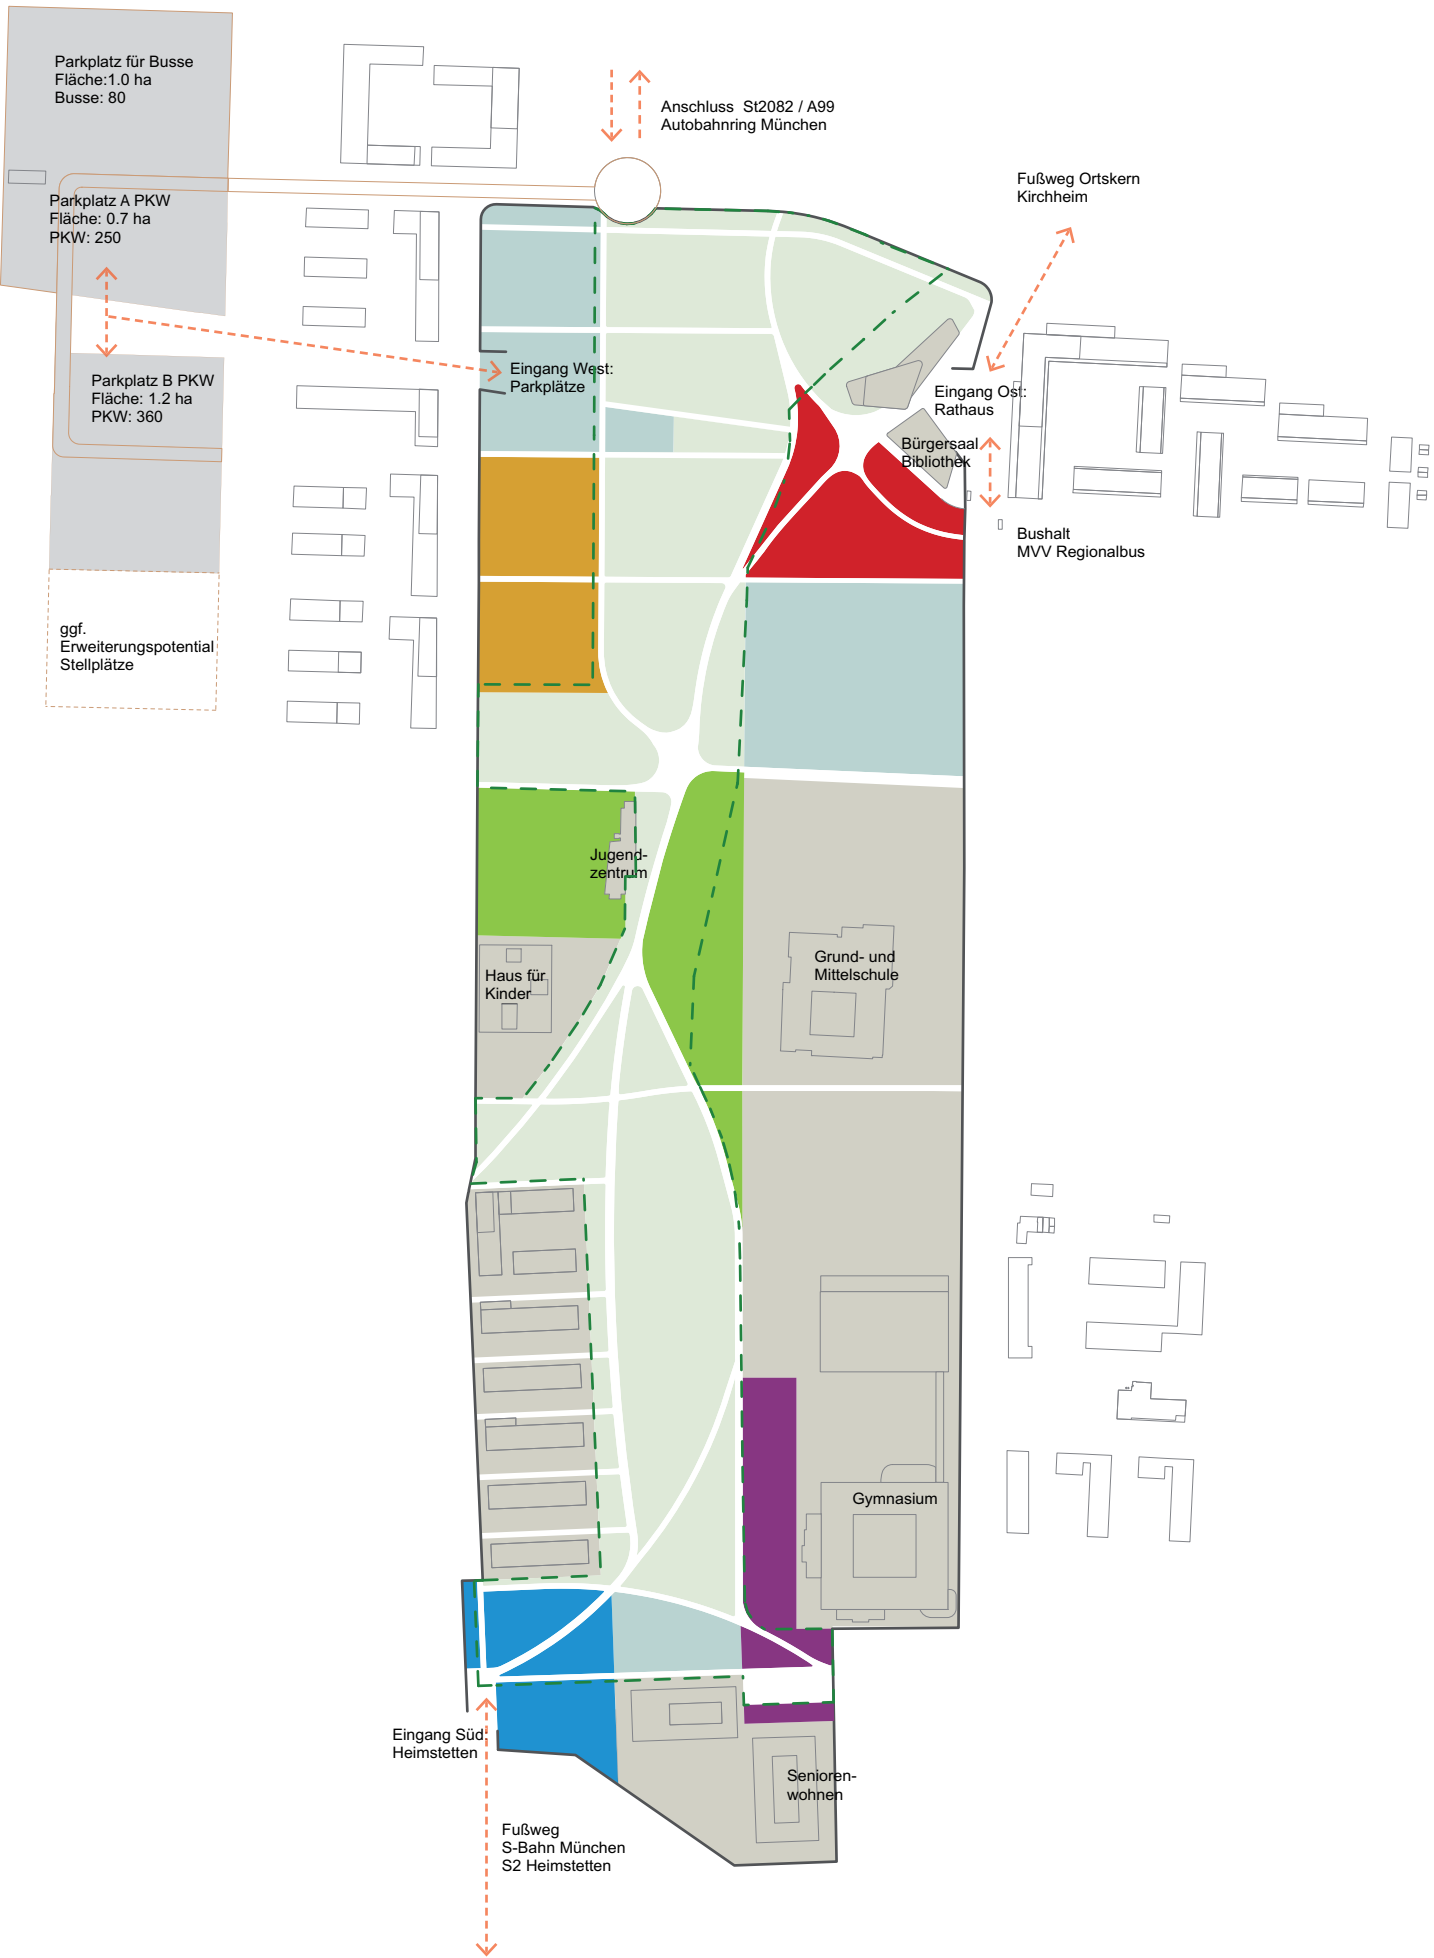 Parkplatz für Busse
Fläche:1.0 ha
Busse: 80
Anschluss  St2082 / A99
Autobahnring München
Fußweg Ortskern
Kirchheim
Parkplatz A PKW
Fläche: 0.7 ha
PKW: 250
Eingang West:
Parkplätze
Parkplatz B PKW
Fläche: 1.2 ha
PKW: 360
Eingang Ost:
Rathaus
Bürgersaal
Bibliothek
Bushalt
MVV Regionalbus
ggf.
Erweiterungspotential
Stellplätze
Jugend-
zentrum
Haus für
Kinder
Grund- und
Mittelschule
Gymnasium
Eingang Süd:
Heimstetten
Senioren-
wohnen
Fußweg
S-Bahn München
S2 Heimstetten